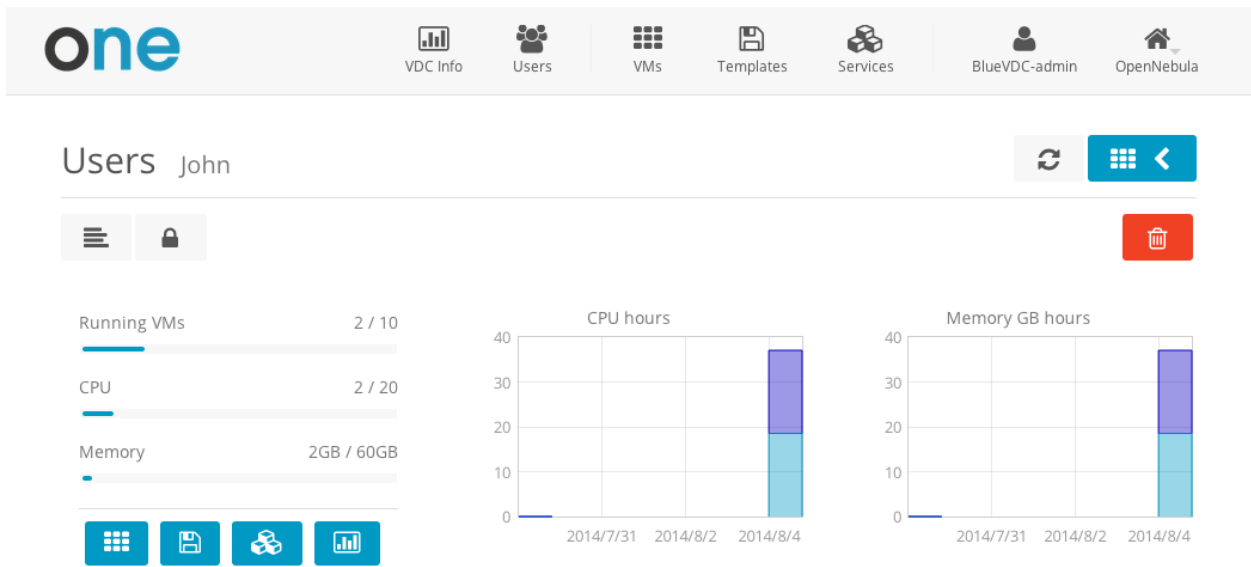 one
VDC Info Users VMs Templates Services BlueVDC-admin OpenNebula
Users John
Running VMs 2 / 10
CPU 2 / 20
Memory 2GB / 60GB
CPU hours
40
30
20
10
0
2014/7/31 2014/8/2 2014/8/4
Memory GB hours
40
30
20
10
0
2014/7/31 2014/8/2 2014/8/4